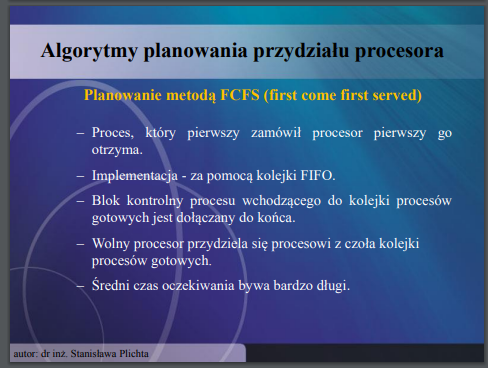 Algorytmy planowania przydziału procesora
Planowanie metodą FCFS (first come first served)
– Proces, który pierwszy zamówił procesor pierwszy go
otrzyma.
– Implementacja - za pomocą kolejki FIFO.
– Blok kontrolny procesu wchodzącego do kolejki procesów
gotowych jest dołączany do końca.
– Wolny procesor przydziela się procesowi z czoła kolejki
procesów gotowych.
– Średni czas oczekiwania bywa bardzo długi.
autor: dr inż. Stanisława Plichta